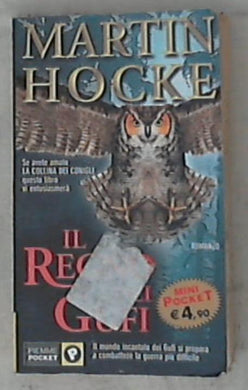 MARTIN
HOCKE
Se avete amato
LA COLLINA DEI CONIGLI
questo libro
vi entusiasmerà
ROMANZO
IL
GUFI
MINI
POCKET
€ 4,90
PIEMME
POCKET
P
Il mondo incantato dei Gufi si prepara
a combattere la guerra più difficile